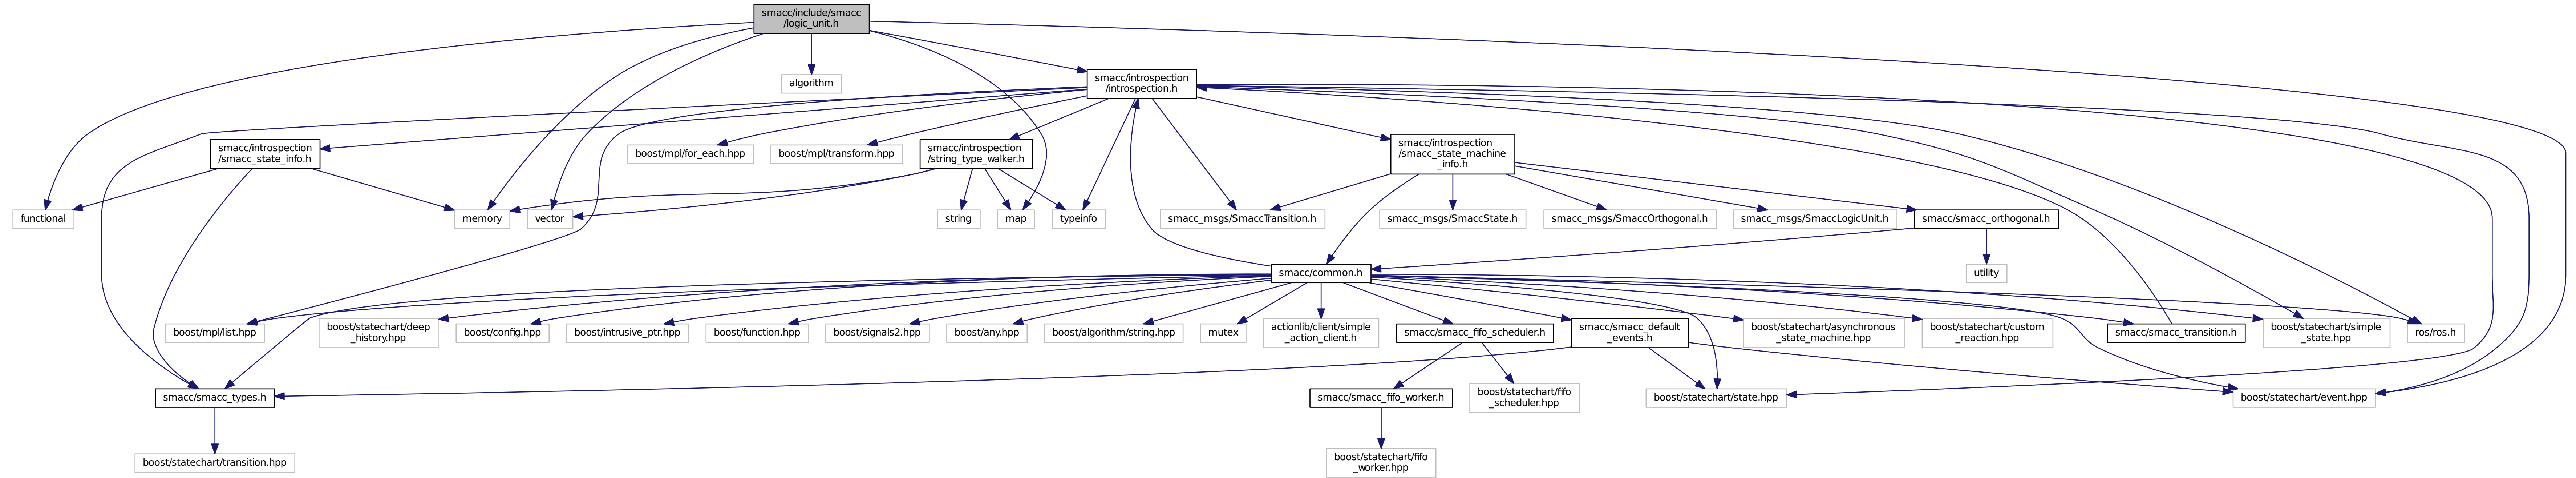 smacc/include/smacc
/logic_unit.h
algorithm
smacc/introspection
/introspection.h
smacc/introspection
/smacc_state_info.h
boost/mpl/for_each.hpp
boost/mpl/transform.hpp
smacc/introspection
/string_type_walker.h
smacc/introspection
/smacc_state_machine
_info.h
functional
memory
vector
string
map
typeinfo
smacc_msgs/SmaccTransition.h
smacc_msgs/SmaccState.h
smacc_msgs/SmaccOrthogonal.h
smacc_msgs/SmaccLogicUnit.h
smacc/smacc_orthogonal.h
smacc/common.h
utility
boost/mpl/list.hpp
boost/statechart/deep
_history.hpp
boost/config.hpp
boost/intrusive_ptr.hpp
boost/function.hpp
boost/signals2.hpp
boost/any.hpp
boost/algorithm/string.hpp
mutex
actionlib/client/simple
_action_client.h
smacc/smacc_fifo_scheduler.h
smacc/smacc_default
_events.h
boost/statechart/asynchronous
_state_machine.hpp
boost/statechart/custom
_reaction.hpp
smacc/smacc_transition.h
boost/statechart/simple
_state.hpp
ros/ros.h
smacc/smacc_types.h
smacc/smacc_fifo_worker.h
boost/statechart/fifo
_scheduler.hpp
boost/statechart/state.hpp
boost/statechart/event.hpp
boost/statechart/transition.hpp
boost/statechart/fifo
_worker.hpp